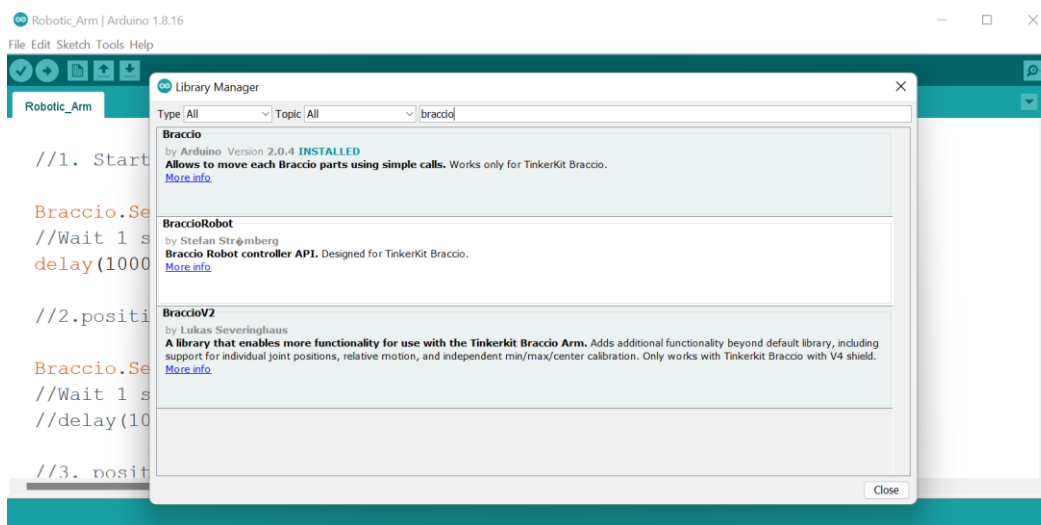 Robotic_Arm | Arduino 1.8.16
File Edit Sketch Tools Help
Robotic_Arm
Library Manager
Type All Topic All braccio
Braccio
by Arduino Version 2.0.4 INSTALLED
Allows to move each Braccio parts using simple calls. Works only for TinkerKit Braccio.
More info
BraccioRobot
by Stefan Str�mberg
Braccio Robot controller API. Designed for TinkerKit Braccio.
More info
BraccioV2
by Lukas Severinghaus
A library that enables more functionality for use with the Tinkerkit Braccio Arm. Adds additional functionality beyond default library, including
support for individual joint positions, relative motion, and independent min/max/center calibration. Only works with Tinkerkit Braccio with V4 shield.
More info
Close
//1. Start
Braccio.Se
//Wait 1 s
delay(1000
//2.positi
Braccio.Se
//Wait 1 s
//delay(10
//3. posit